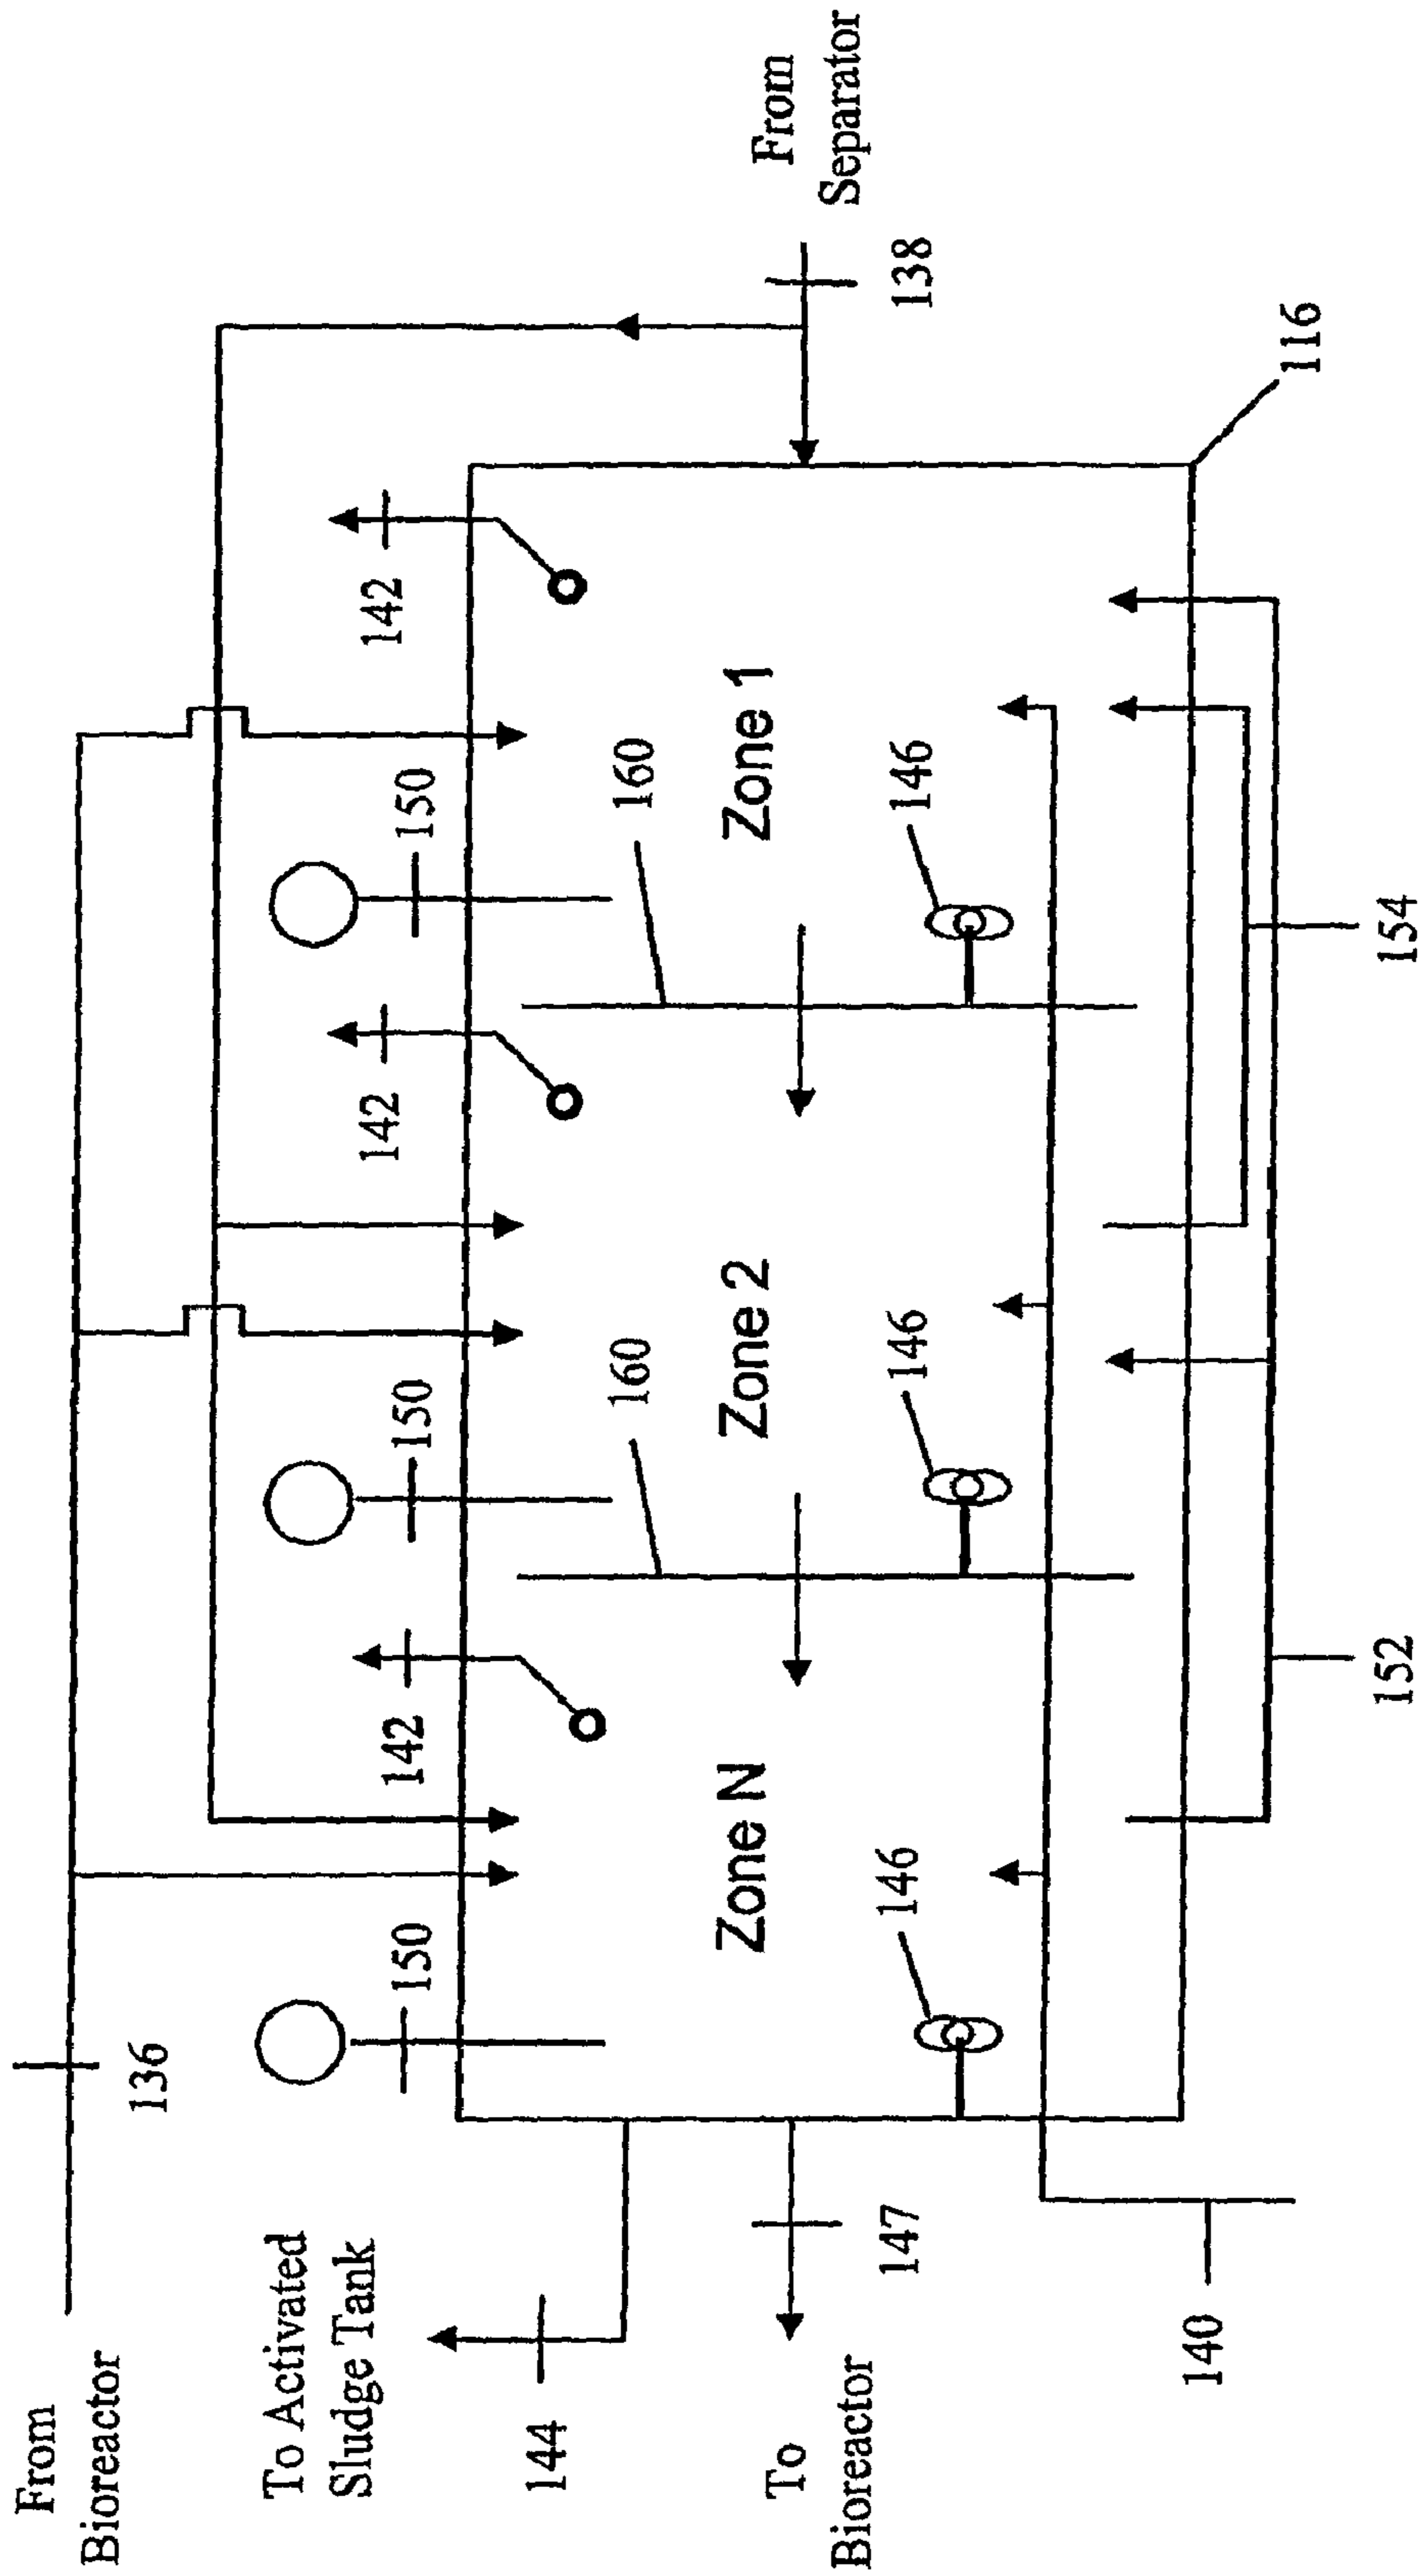 From
Bioreactor
136
To Activated
Sludge Tank
144
To
Bioreactor
147
140
150
142
150
142
150
142
From
Separator
138
116
160
160
Zone N
Zone 2
Zone 1
146
146
146
152
154